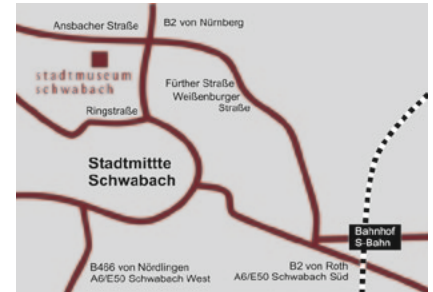 Ansbacher Straße
B2 von Nürnberg
stadtmuseum
schwabach
Fürther Straße
Weißenburger
Straße
Ringstraße
Stadtmittte
Schwabach
Bahnhof
S-Bahn
B466 von Nördlingen
A6/E50 Schwabach West
B2 von Roth
A6/E50 Schwabach Süd